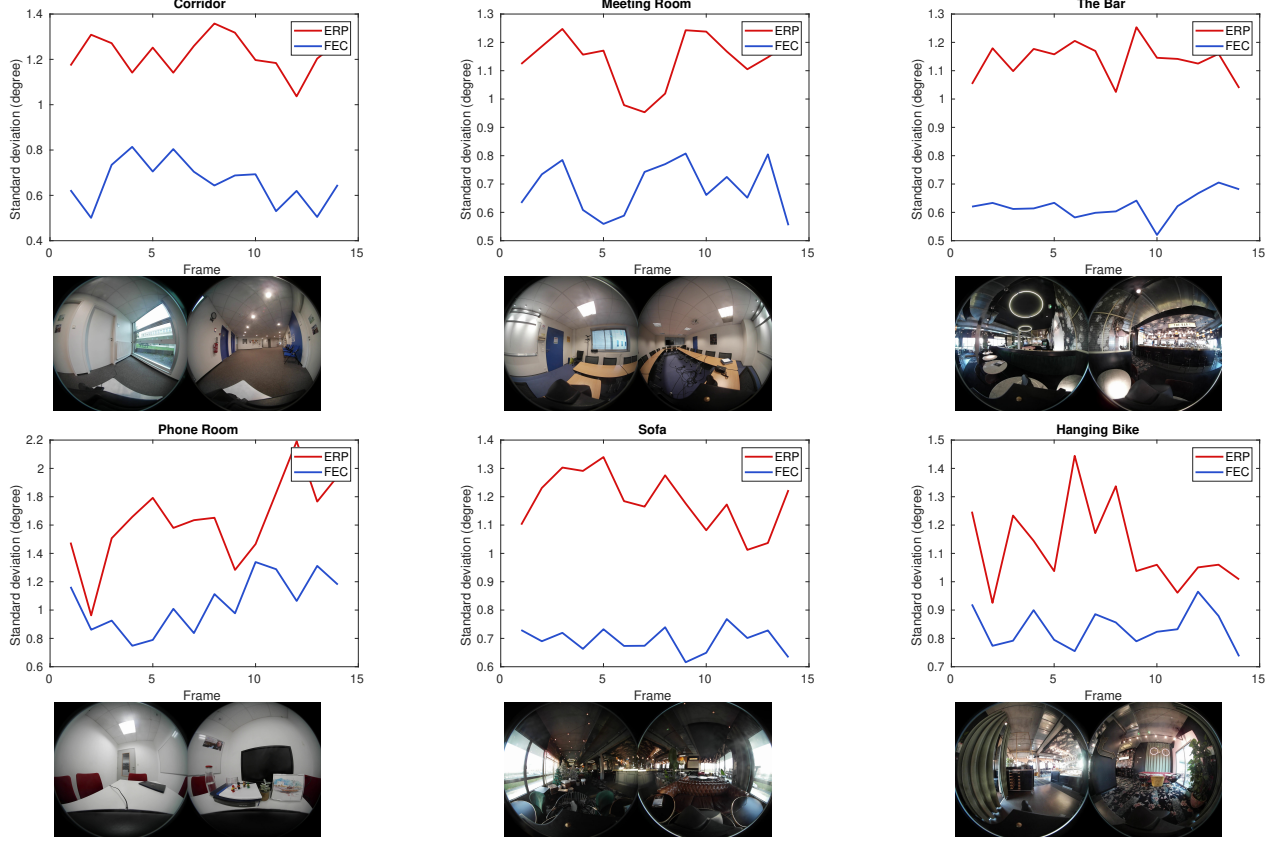 Corridor
Standard deviation (degree)
1.4
1.2
1
0.8
0.6
0.4
0
5
10
15
Frame
ERP
FEC
Meeting Room
Standard deviation (degree)
1.3
1.2
1.1
1
0.9
0.8
0.7
0.6
0.5
0
5
10
15
Frame
ERP
FEC
The Bar
Standard deviation (degree)
1.3
1.2
1.1
1
0.9
0.8
0.7
0.6
0.5
0
5
10
15
Frame
ERP
FEC
Phone Room
Standard deviation (degree)
2.2
2
1.8
1.6
1.4
1.2
1
0.8
0.6
0
5
10
15
Frame
ERP
FEC
Sofa
Standard deviation (degree)
1.4
1.3
1.2
1.1
1
0.9
0.8
0.7
0.6
0
5
10
15
Frame
ERP
FEC
Hanging Bike
Standard deviation (degree)
1.5
1.4
1.3
1.2
1.1
1
0.9
0.8
0.7
0
5
10
15
Frame
ERP
FEC